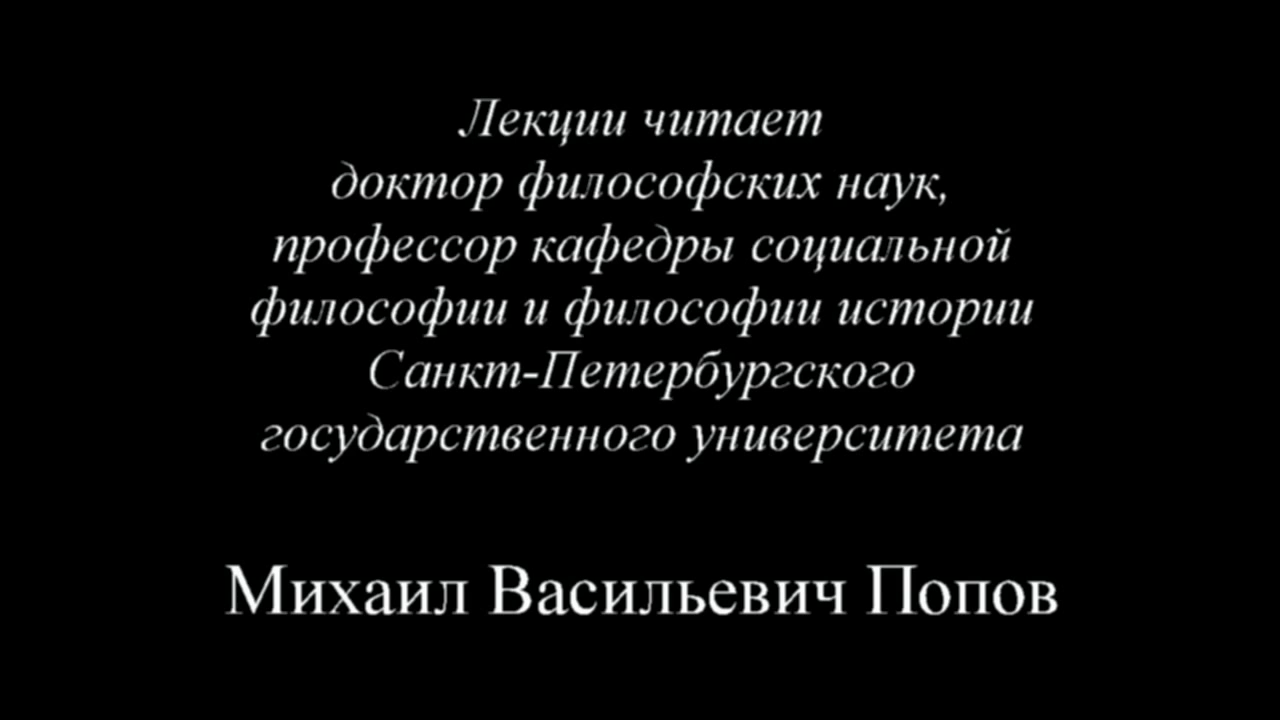 Лекции читает
доктор философских наук,
профессор кафедры социальной
философии и философии истории
Санкт-Петербургского
государственного университета
Михаил Васильевич Попов